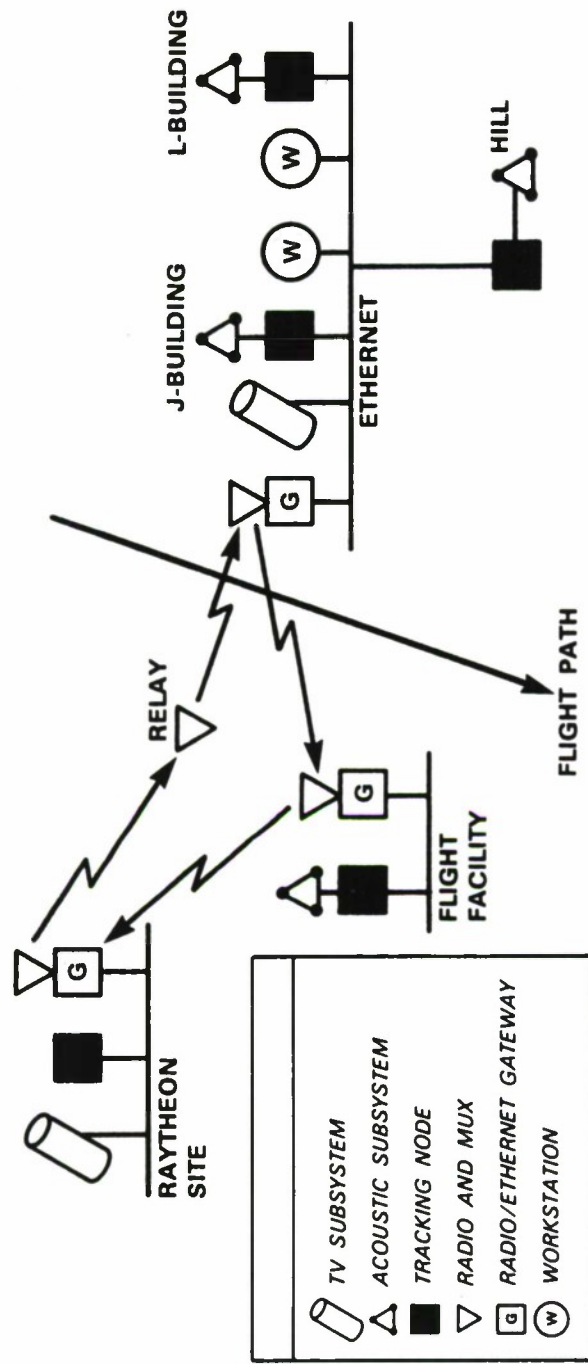 RAYTHEON
SITE
G
RELAY
FLIGHT
FACILITY
G
FLIGHT PATH
G
ETHERNET
J-BUILDING
W
W
L-BUILDING
HILL
TV SUBSYSTEM
ACOUSTIC SUBSYSTEM
TRACKING NODE
RADIO AND MUX
G RADIO/ETHERNET GATEWAY
W WORKSTATION